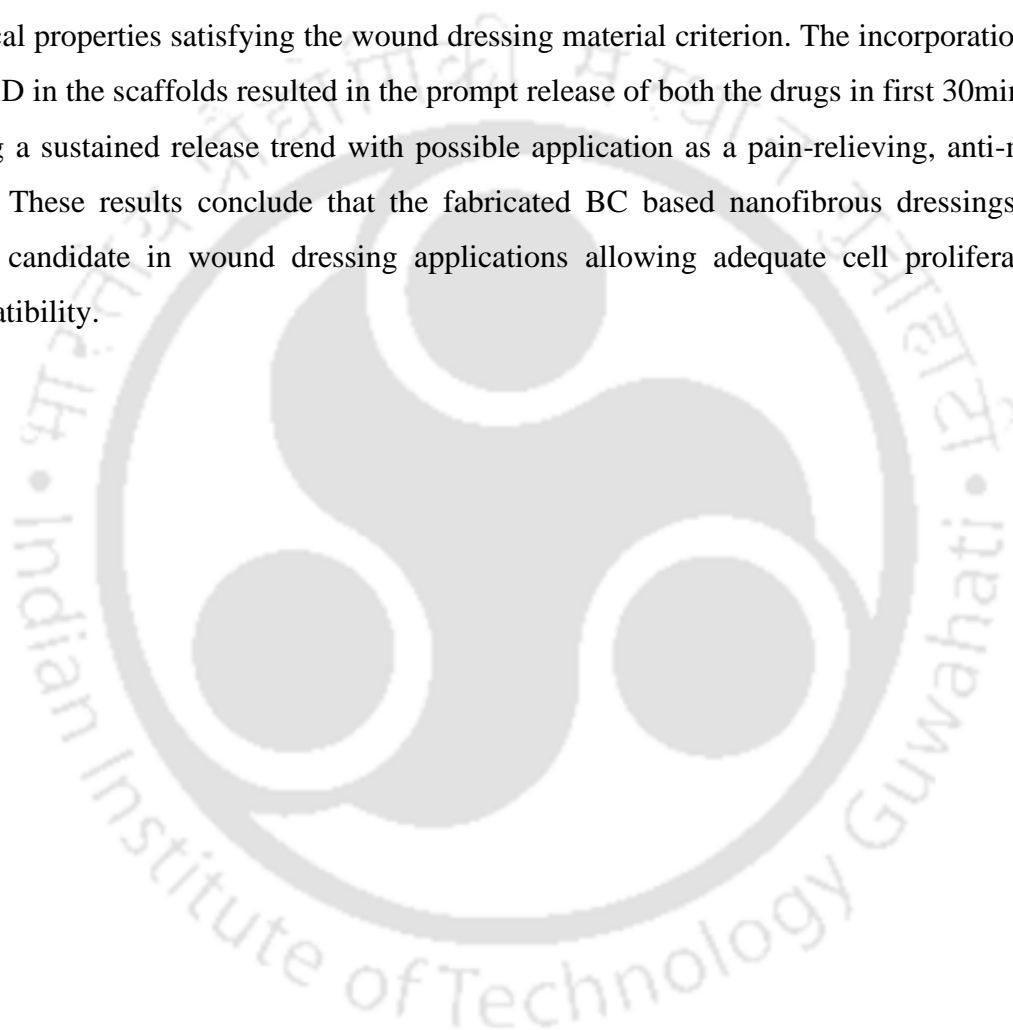 cal properties satisfying the wound dressing material criterion. The incorporatio
D in the scaffolds resulted in the prompt release of both the drugs in first 30min
g a sustained release trend with possible application as a pain-relieving, anti-
These results conclude that the fabricated BC based nanofibrous dressings
candidate in wound dressing applications allowing adequate cell prolifera
atibility.
Indian Institute of Technology Guwahati